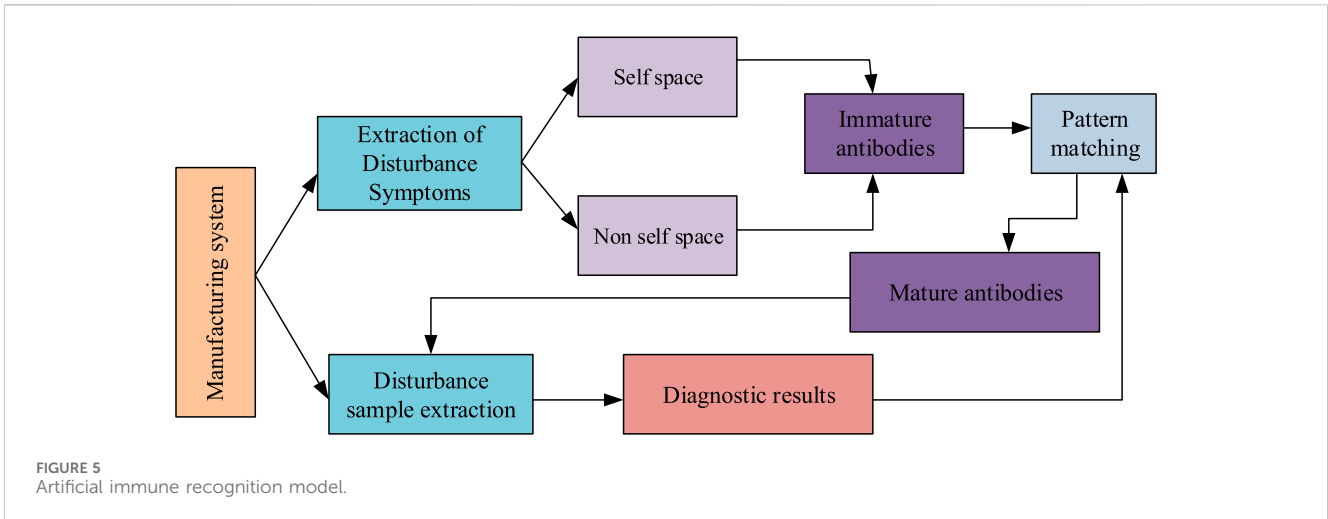 Manufacturing system
Extraction of
Disturbance
Symptoms
Self space
Non self space
Immature
antibodies
Pattern
matching
Mature antibodies
Disturbance
sample extraction
Diagnostic results
FIGURE 5
Artificial immune recognition model.